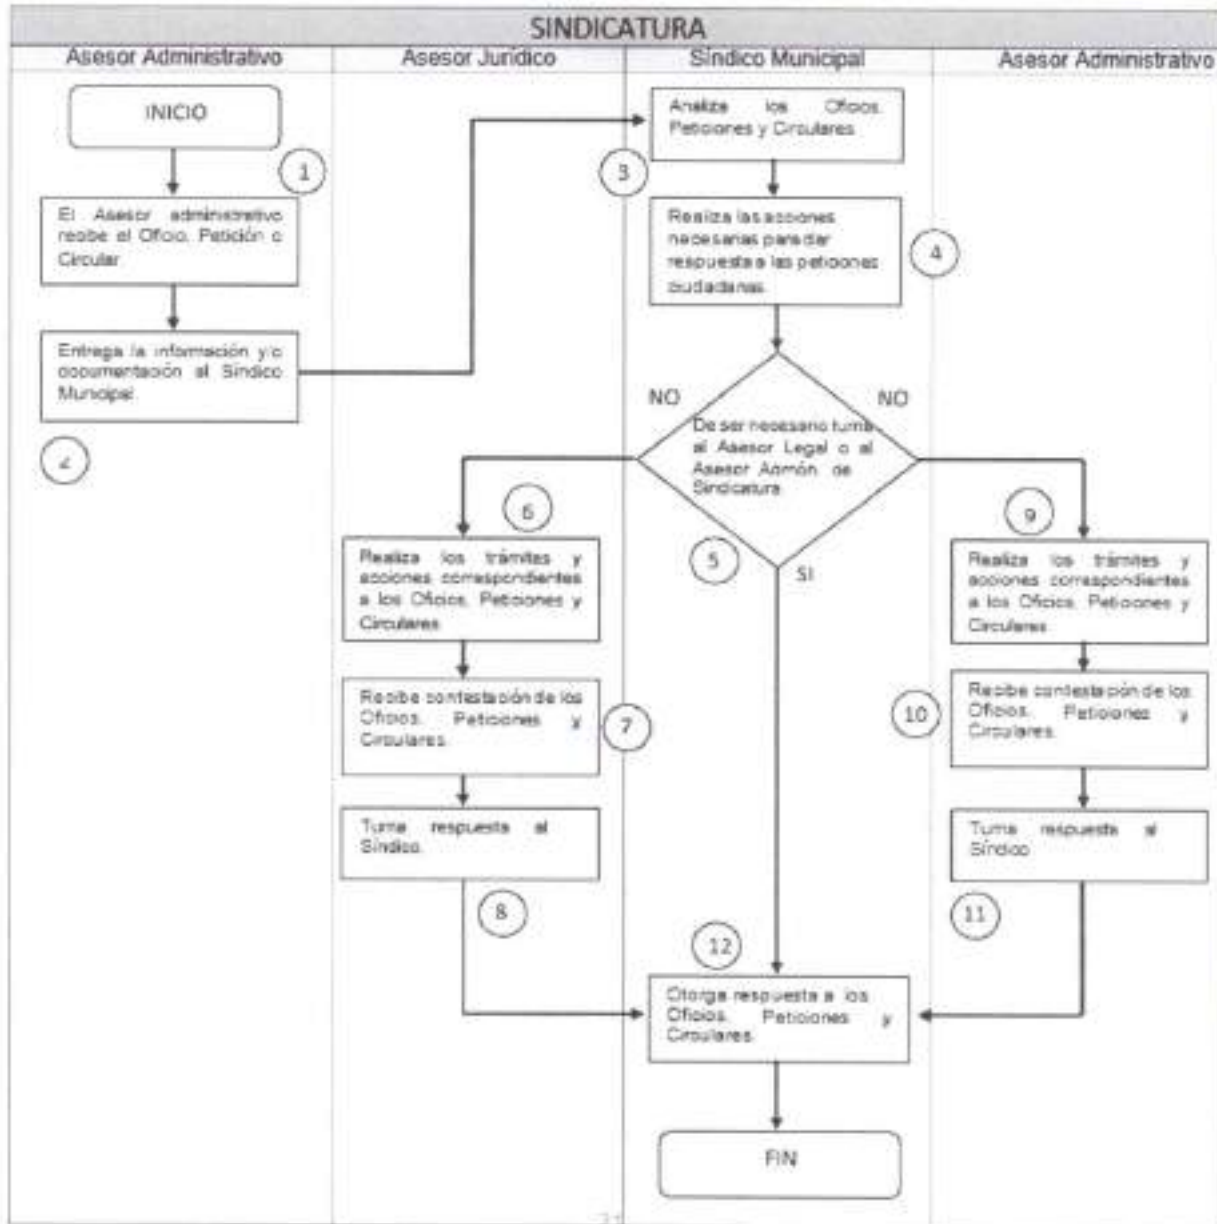 SINDICATURA
Asesor Administrativo
Asesor Jurídico
Síndico Municipal
Asesor Administrativo
INICIO
1
El Asesor administrativo
recibe el Oficio, Petición o
Circular
Entrega la información y/o
documentación al Síndico
Municipal.
2
Analiza los Oficios,
Peticiones y Circulares
3
Realiza las acciones
necesarias para dar
respuesta a las peticiones
ciudadanas.
4
NO
NO
De ser necesario turna
al Asesor Legal o al
Asesor Admón. de
Sindicatura
5
SI
6
Realiza los trámites y
acciones correspondientes
a los Oficios, Peticiones y
Circulares
Recibe contestación de los
Oficios, Peticiones y
Circulares.
7
Turna respuesta al
Síndico.
8
9
Realiza los trámites y
acciones correspondientes
a los Oficios, Peticiones y
Circulares
Recibe contestación de los
Oficios, Peticiones y
Circulares.
10
Turna respuesta al
Síndico
11
12
Otorga respuesta a los
Oficios, Peticiones y
Circulares
FIN